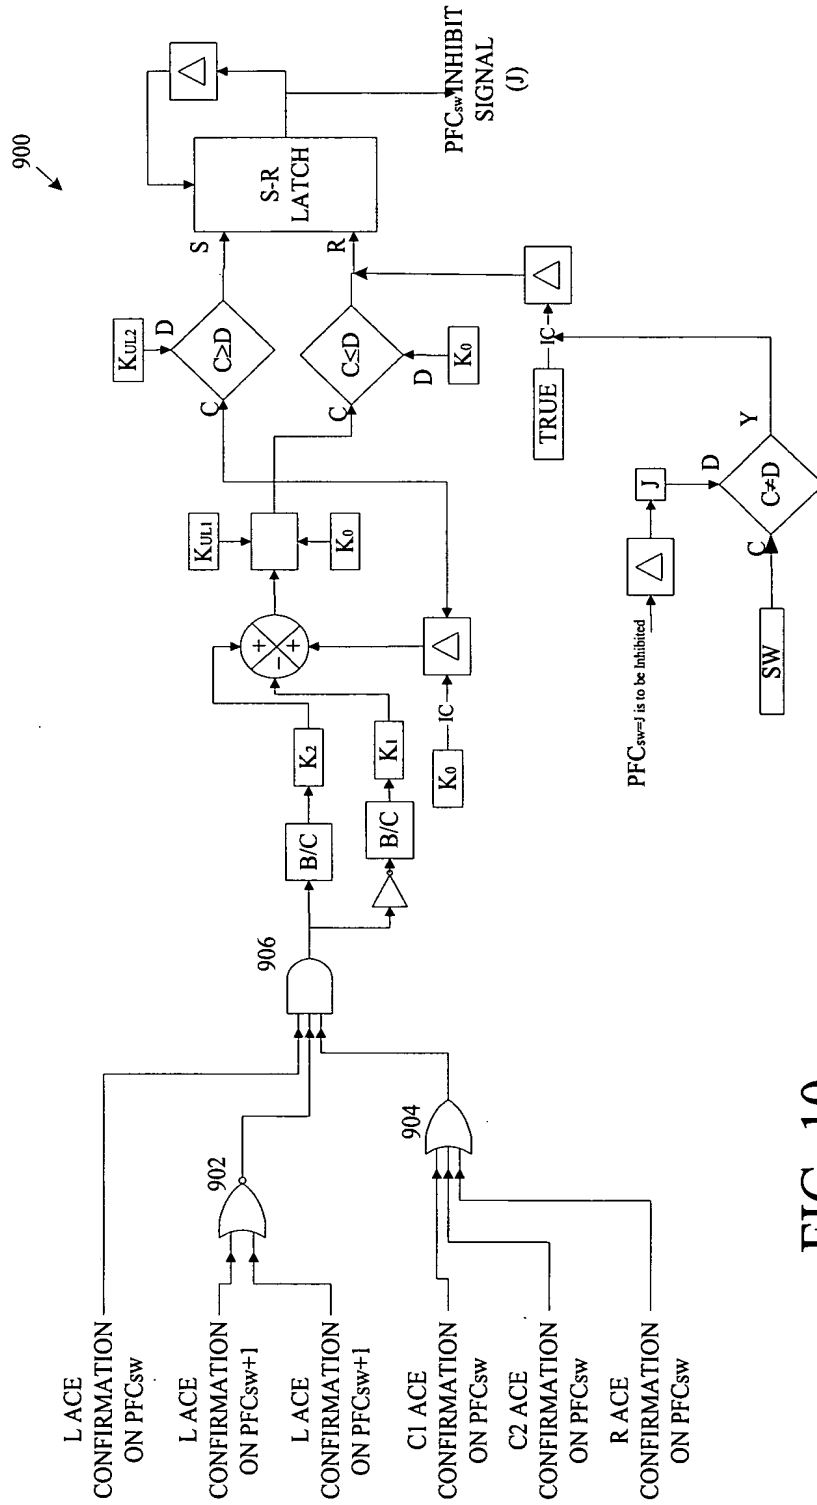 900
L ACE
CONFIRMATION
ON PFCsw
L ACE
CONFIRMATION
ON PFCsw+1
L ACE
CONFIRMATION
ON PFCsw+1
C1 ACE
CONFIRMATION
ON PFCsw
C2 ACE
CONFIRMATION
ON PFCsw
R ACE
CONFIRMATION
ON PFCsw
902
904
906
B/C
B/C
K2
K1
K0
IC
Δ
+
-
+
KUL1
K0
KUL2
D
C
C≥D
S
C
C≤D
D
K0
R
S-R
LATCH
Δ
PFCsw INHIBIT
SIGNAL
(J)
TRUE
IC
Δ
PFCsw=J is to be Inhibited
Δ
J
D
SW
C
C≠D
Y
FIG. 10